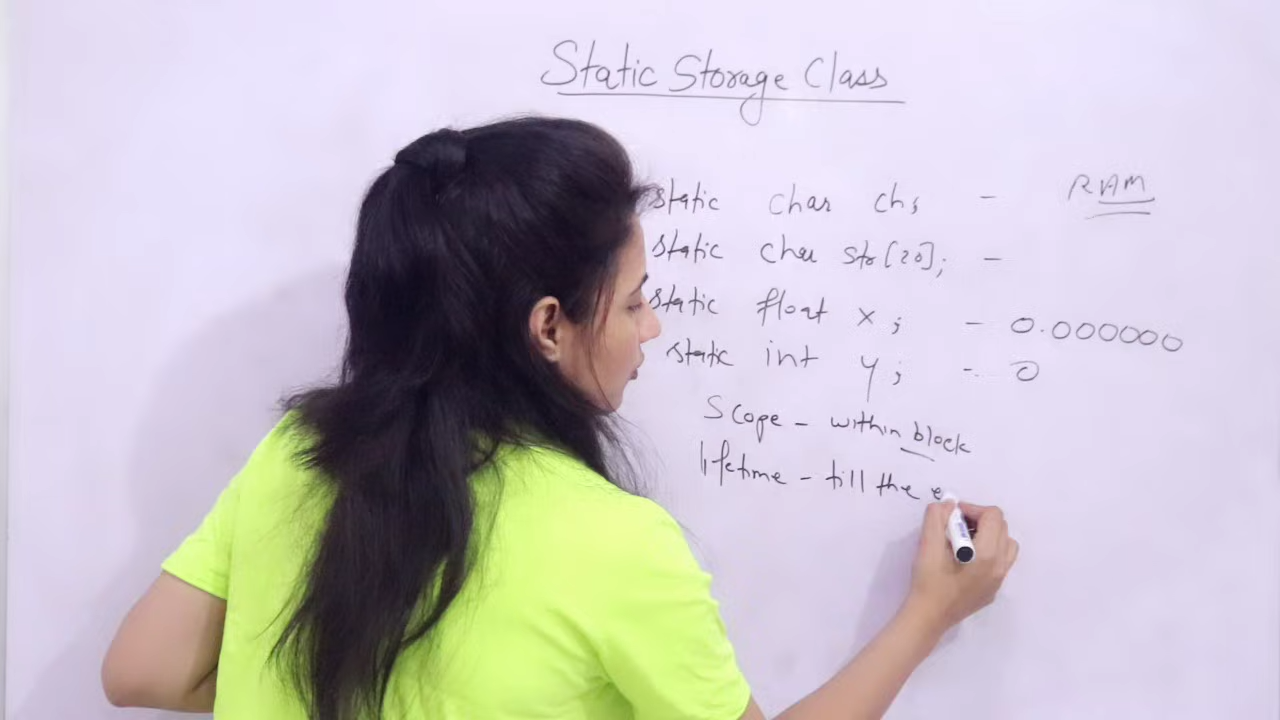 Static Storage Class
static char ch; - RAM
static char str[20]; -
static float x; - 0.000000
static int y; - 0
Scope - within block
lifetime - till the e